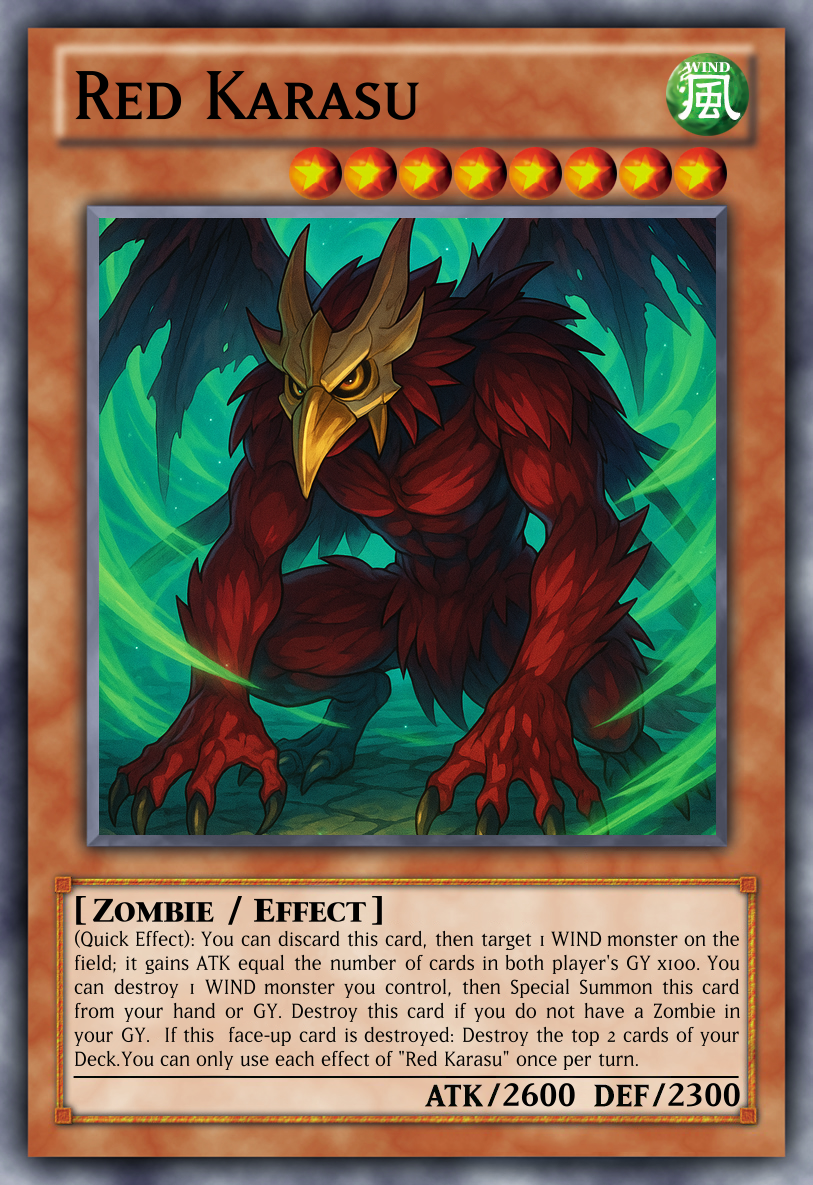 Red Karasu
WIND
風
[ Zombie / Effect ]
(Quick Effect): You can discard this card, then target 1 WIND monster on the
field; it gains ATK equal the number of cards in both player's GY x100. You
can destroy 1 WIND monster you control, then Special Summon this card
from your hand or GY. Destroy this card if you do not have a Zombie in
your GY. If this face-up card is destroyed: Destroy the top 2 cards of your
Deck.You can only use each effect of "Red Karasu" once per turn.
ATK/2600 DEF/2300